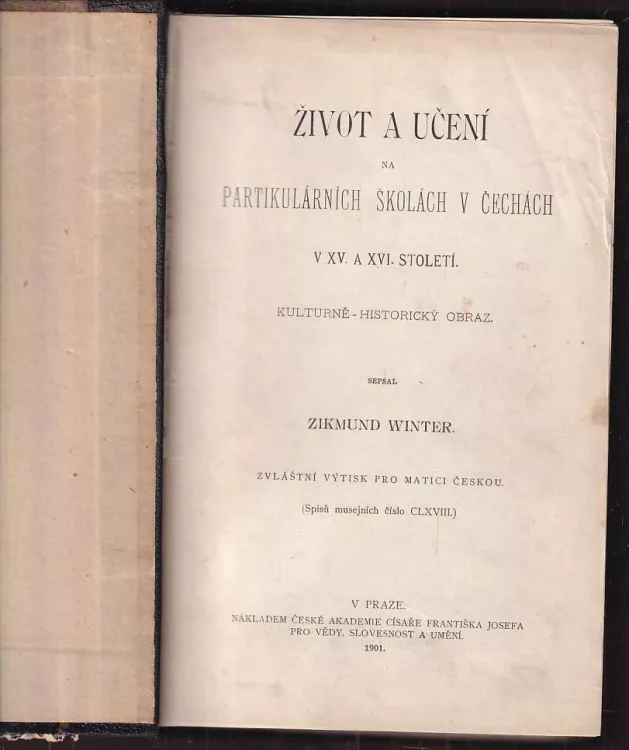 ŽIVOT A UČENÍ
NA
PARTIKULÁRNÍCH ŠKOLÁCH V ČECHÁCH
V XV. A XVI. STOLETÍ.
KULTURNĚ-HISTORICKÝ OBRAZ.
SEPSAL
ZIKMUND WINTER.
ZVLÁŠTNÍ VÝTISK PRO MATICI ČESKOU.
(Spisů musejních číslo CLXVIII.)
V PRAZE.
NÁKLADEM ČESKÉ AKADEMIE CÍSAŘE FRANTIŠKA JOSEFA
PRO VĚDY, SLOVESNOST A UMĚNÍ.
1901.